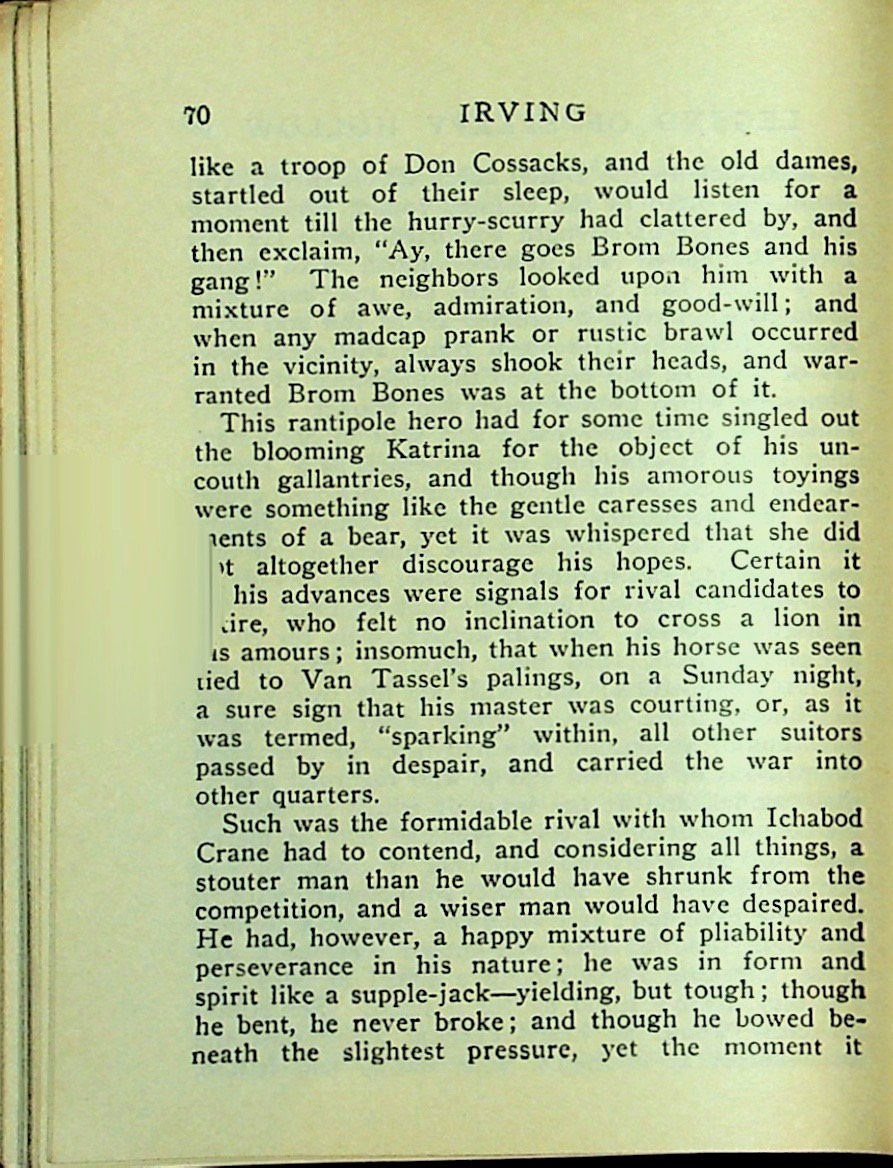 70 IRVING
like a troop of Don Cossacks, and the old dames,
startled out of their sleep, would listen for a
moment till the hurry-scurry had clattered by, and
then exclaim, “Ay, there goes Brom Bones and his
gang!” The neighbors looked upon him with a
mixture of awe, admiration, and good-will; and
when any madcap prank or rustic brawl occurred
in the vicinity, always shook their heads, and war-
ranted Brom Bones was at the bottom of it.
This rantipole hero had for some time singled out
the blooming Katrina for the object of his un-
couth gallantries, and though his amorous toyings
were something like the gentle caresses and endear-
of a bear, yet it was whispered that she did
altogether discourage his hopes. Certain it
his advances were signals for rival candidates to
who felt no inclination to cross a lion in
amours; insomuch, that when his horse was seen
tied to Van Tassel’s palings, on a Sunday night,
a sure sign that his master was courting, or, as it
was termed, “sparking” within, all other suitors
passed by in despair, and carried the war into
other quarters.
Such was the formidable rival with whom Ichabod
Crane had to contend, and considering all things, a
stouter man than he would have shrunk from the
competition, and a wiser man would have despaired.
He had, however, a happy mixture of pliability and
perseverance in his nature; he was in form and
spirit like a supple-jack—yielding, but tough; though
he bent, he never broke; and though he bowed be-
neath the slightest pressure, yet the moment it